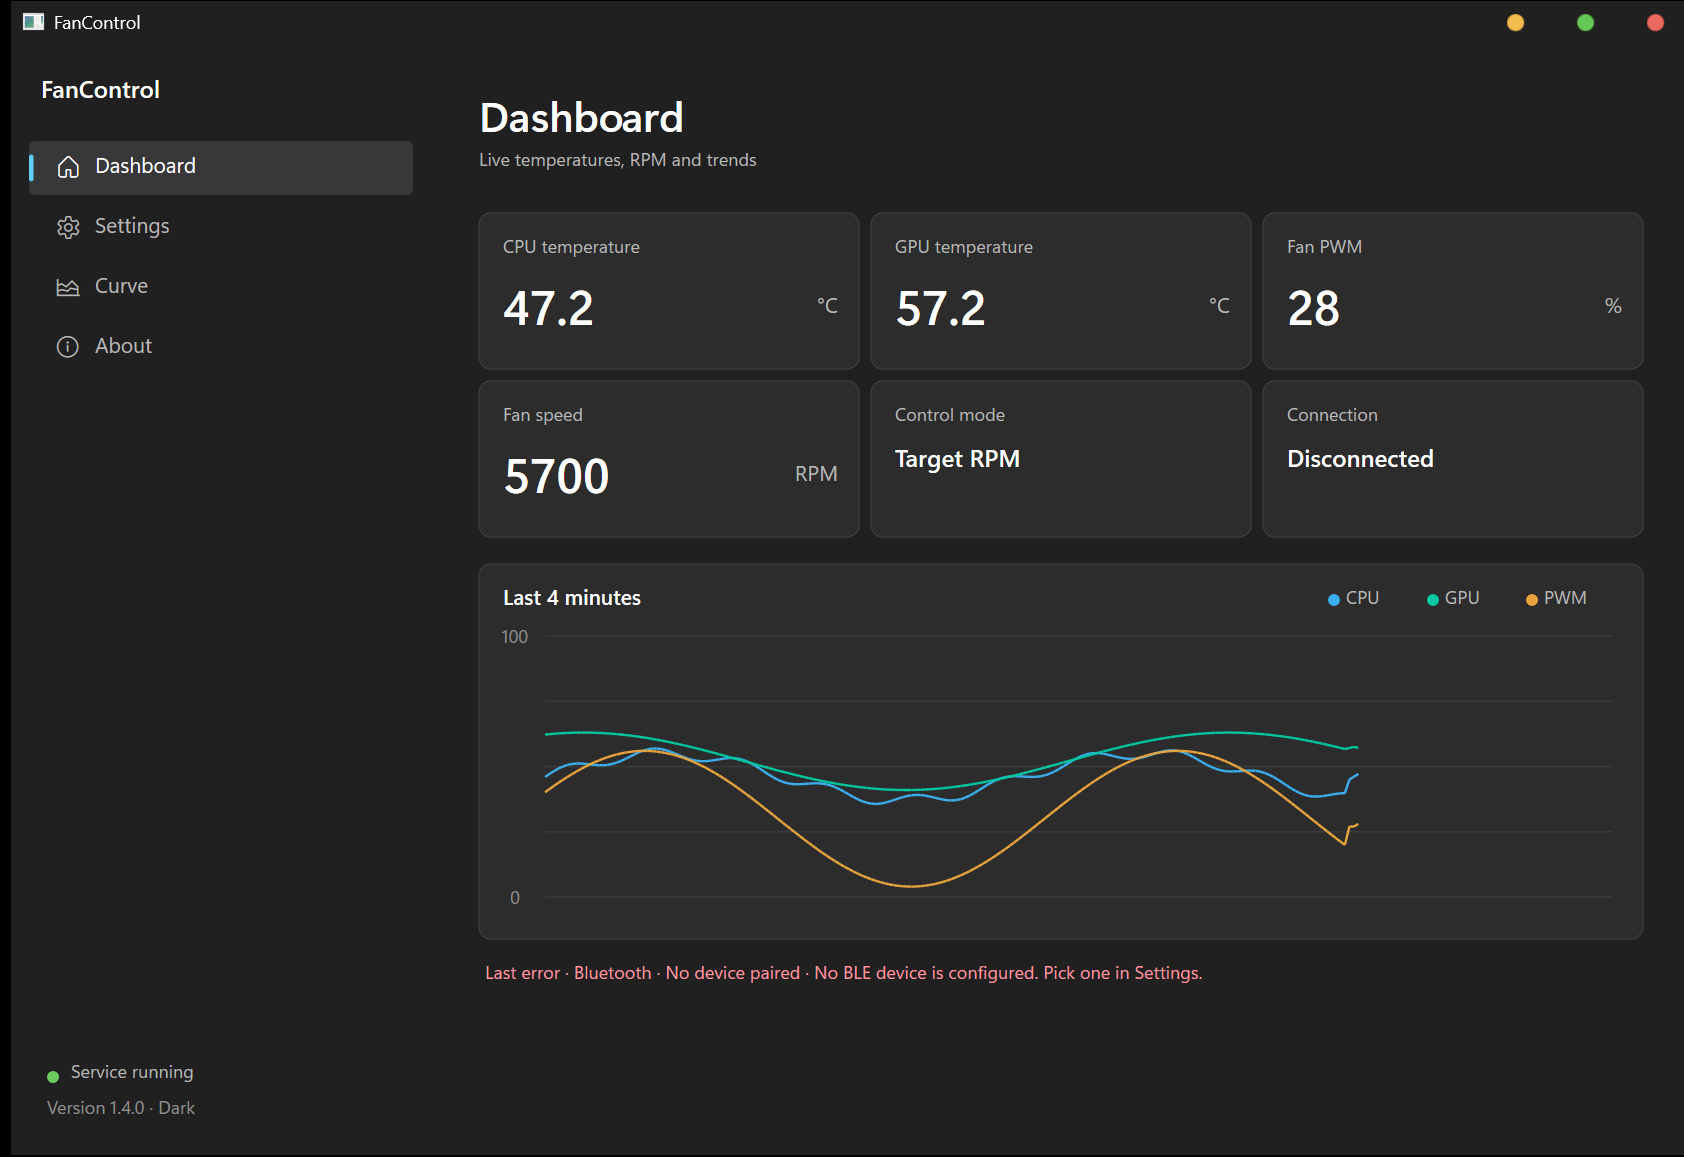 FanControl
FanControl
Dashboard
Settings
Curve
About
Dashboard
Live temperatures, RPM and trends
CPU temperature
47.2 °C
GPU temperature
57.2 °C
Fan PWM
28 %
Fan speed
5700 RPM
Control mode
Target RPM
Connection
Disconnected
Last 4 minutes
CPU GPU PWM
100
0
Last error · Bluetooth · No device paired · No BLE device is configured. Pick one in Settings.
Service running
Version 1.4.0 · Dark